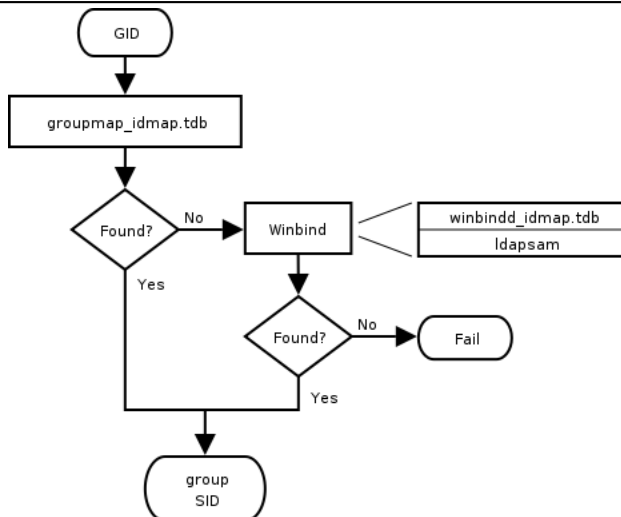 GID
groupmap_idmap.tdb
Found?
No
Winbind
winbindd_idmap.tdb
ldapsam
Yes
Found?
No
Fail
Yes
group
SID